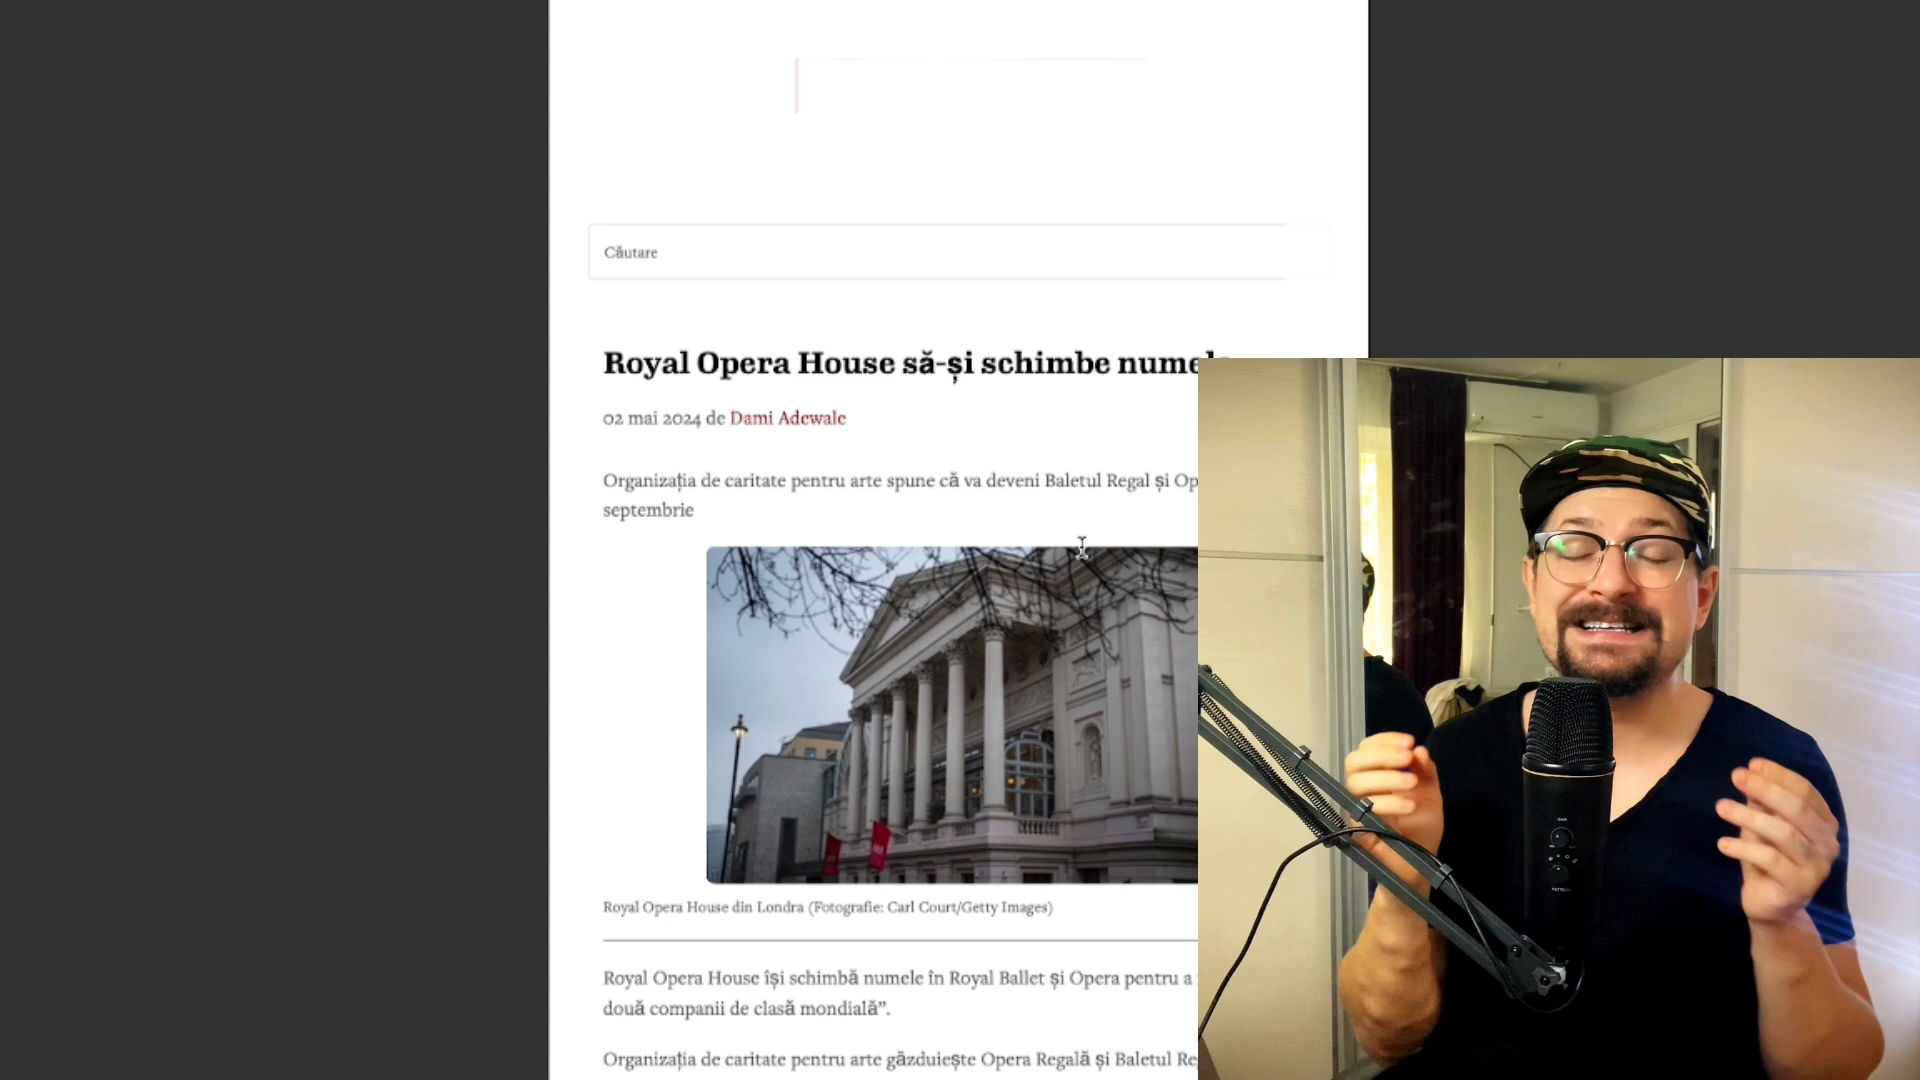 Căutare
Royal Opera House să-și schimbe numele
02 mai 2024 de Dami Adewale
Organizația de caritate pentru arte spune că va deveni Baletul Regal și Op
septembrie
Royal Opera House din Londra (Fotografie: Carl Court/Getty Images)
Royal Opera House își schimbă numele în Royal Ballet și Opera pentru a
două companii de clasă mondială”.
Organizația de caritate pentru arte găzduiește Opera Regală și Baletul Re